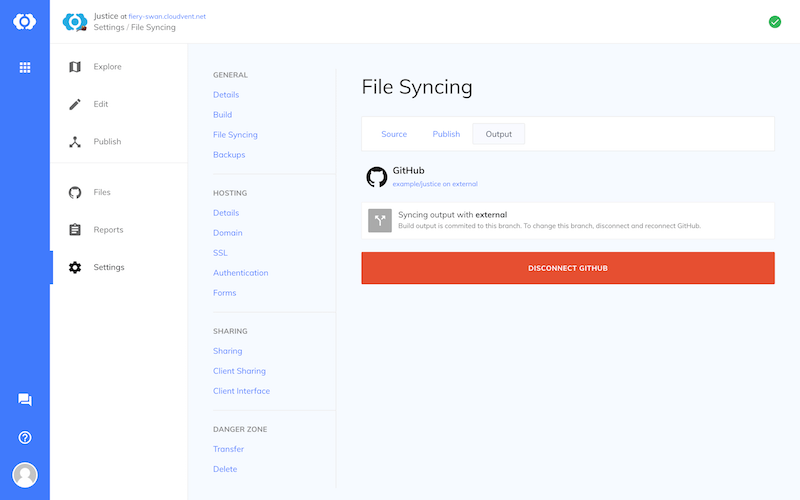 Justice at fiery-swan.cloudvent.net
Settings / File Syncing
Explore
Edit
Publish
Files
Reports
Settings
GENERAL
Details
Build
File Syncing
Backups
HOSTING
Details
Domain
SSL
Authentication
Forms
SHARING
Sharing
Client Sharing
Client Interface
DANGER ZONE
Transfer
Delete
File Syncing
Source Publish Output
GitHub
example/justice on external
Syncing output with external
Build output is commited to this branch. To change this branch, disconnect and reconnect GitHub.
DISCONNECT GITHUB